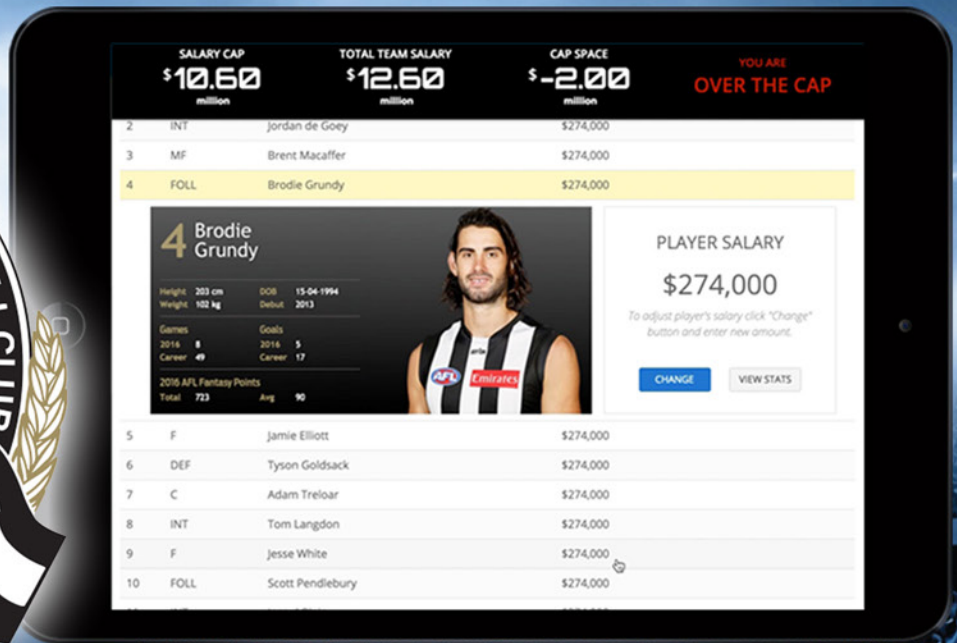 SALARY CAP
$10.60
million
TOTAL TEAM SALARY
$12.60
million
CAP SPACE
$-2.00
million
YOU ARE
OVER THE CAP
2 INT Jordan de Goey $274,000
3 MF Brent Macaffer $274,000
4 FOLL Brodie Grundy $274,000
4 Brodie
Grundy
Height 203 cm DOB 15-04-1994
Weight 102 kg Debut 2013
Games Goals
2016 8 2016 5
Career 49 Career 17
2016 AFL Fantasy Points
Total 723 Avg 90
AFL
Emirates
PLAYER SALARY
$274,000
To adjust player's salary click "Change"
button and enter new amount.
CHANGE VIEW STATS
5 F Jamie Elliott $274,000
6 DEF Tyson Goldsack $274,000
7 C Adam Treloar $274,000
8 INT Tom Langdon $274,000
9 F Jesse White $274,000
10 FOLL Scott Pendlebury $274,000
CLUB